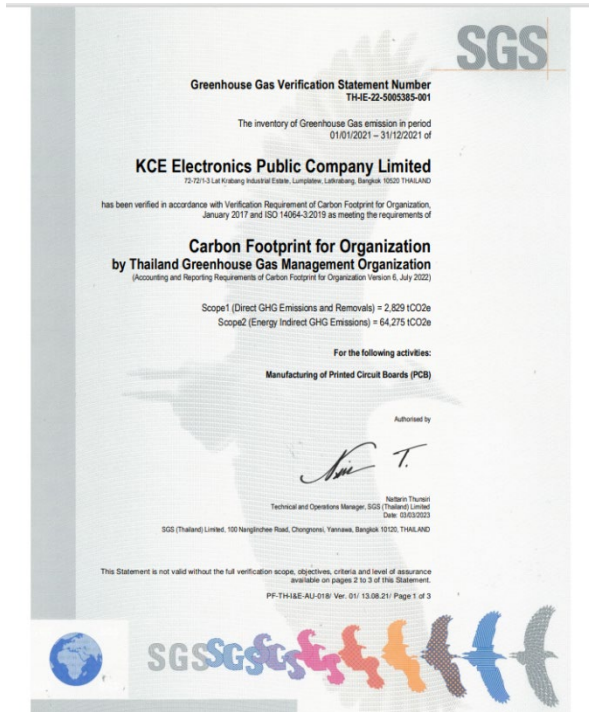 SGS
Greenhouse Gas Verification Statement Number
TH-IE-22-5005385-001
The inventory of Greenhouse Gas emission in period
01/01/2021 – 31/12/2021 of
KCE Electronics Public Company Limited
72-72/1-3 Lat Krabang Industrial Estate, Lumplatew, Latkrabang, Bangkok 10520 THAILAND
has been verified in accordance with Verification Requirement of Carbon Footprint for Organization,
January 2017 and ISO 14064-3:2019 as meeting the requirements of
Carbon Footprint for Organization
by Thailand Greenhouse Gas Management Organization
(Accounting and Reporting Requirements of Carbon Footprint for Organization Version 6, July 2022)
Scope1 (Direct GHG Emissions and Removals) = 2,829 tCO2e
Scope2 (Energy Indirect GHG Emissions) = 64,275 tCO2e
For the following activities:
Manufacturing of Printed Circuit Boards (PCB)
Authorised by
Nettarin Thunsiri
Technical and Operations Manager, SGS (Thailand) Limited
Date: 03/03/2023
SGS (Thailand) Limited, 100 Nanglinchee Road, Chongnonsi, Yannawa, Bangkok 10120, THAILAND
This Statement is not valid without the full verification scope, objectives, criteria and level of assurance
available on pages 2 to 3 of this Statement.
PF-TH-I&E-AU-018/ Ver. 01/ 13.08.21/ Page 1 of 3
SGSSGSSGS